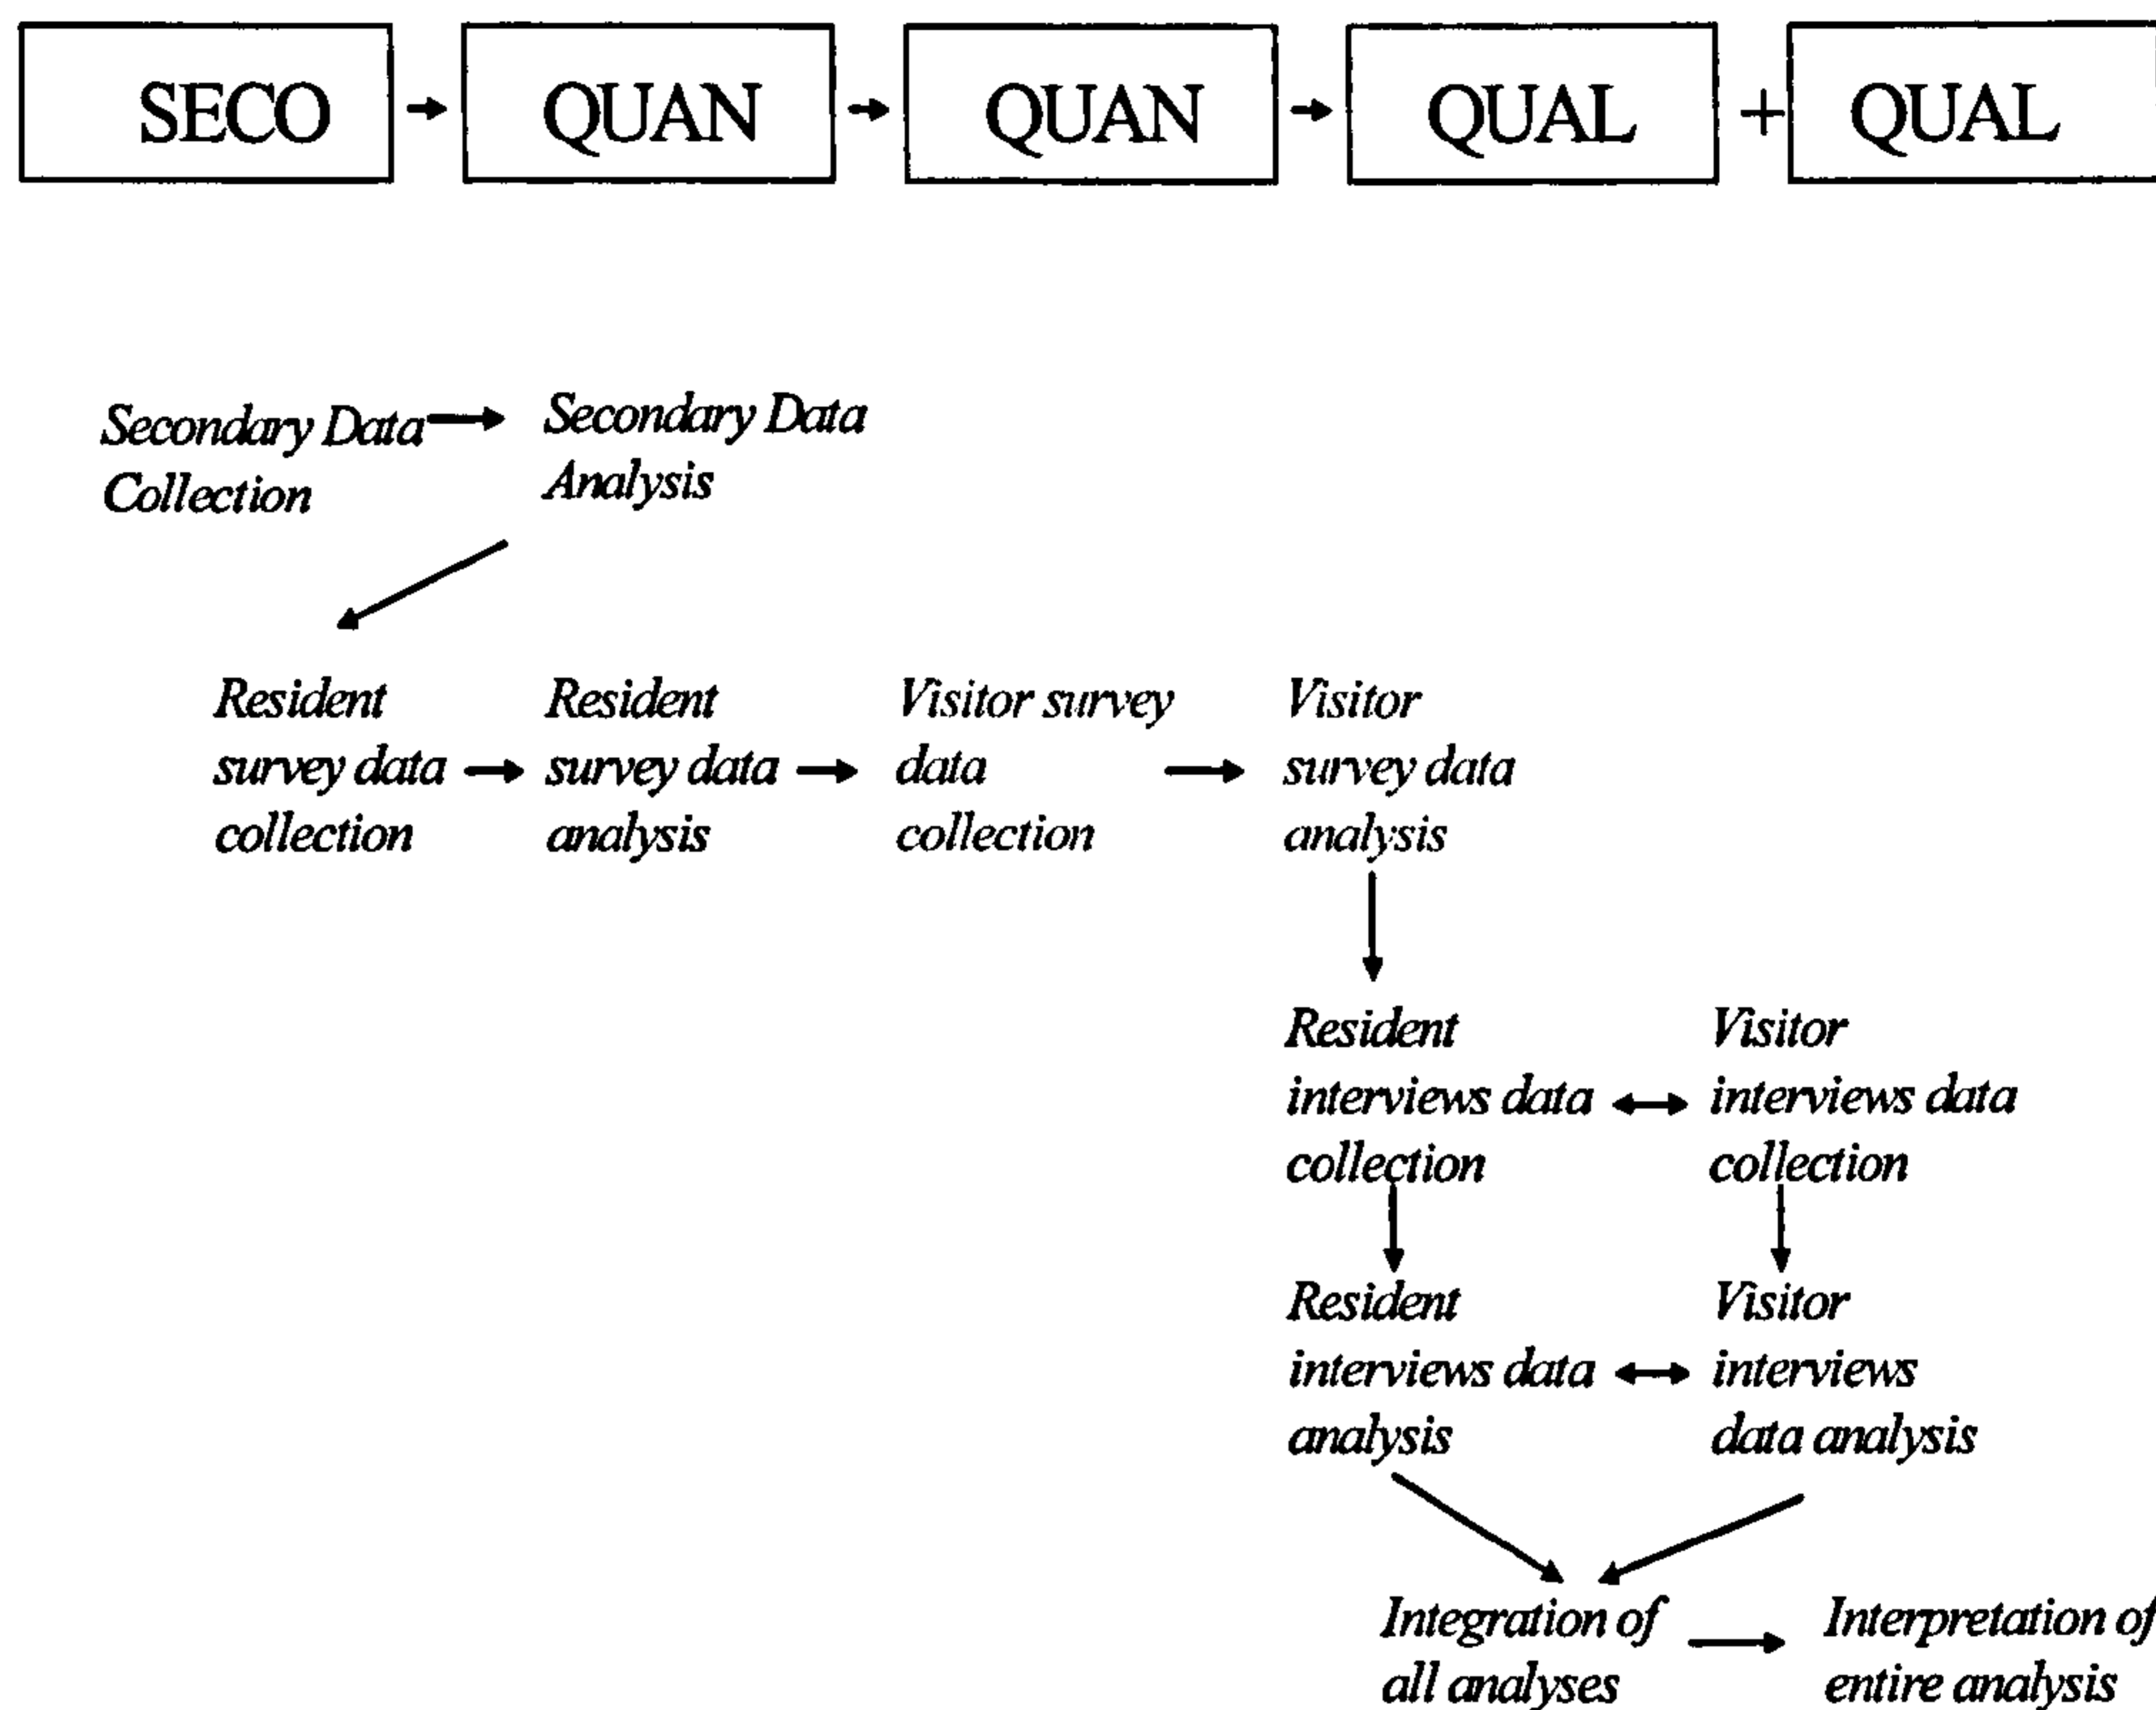 SECO QUAN QUAN QUAL + QUAL
Secondary Data
Collection
Secondary Data
Analysis
Resident
survey data
collection
Resident
survey data
analysis
Visitor survey
data
collection
Visitor
survey data
analysis
Resident
interviews data
collection
Visitor
interviews data
collection
Resident
interviews data
analysis
Visitor
interviews
data analysis
Integration of
all analyses
Interpretation of
entire analysis